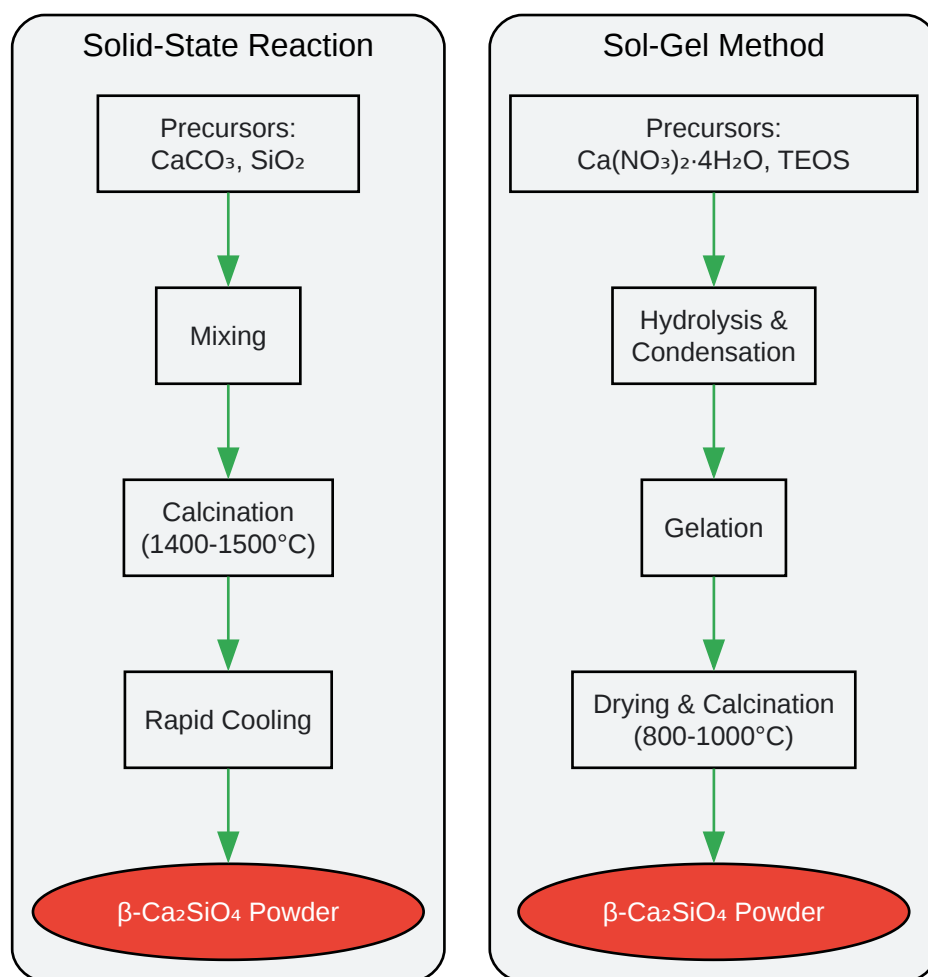 Solid-State Reaction
Precursors:
CaCO₃, SiO₂
Mixing
Calcination
(1400-1500°C)
Rapid Cooling
β-Ca₂SiO₄ Powder
Sol-Gel Method
Precursors:
Ca(NO₃)₂·4H₂O, TEOS
Hydrolysis &
Condensation
Gelation
Drying & Calcination
(800-1000°C)
β-Ca₂SiO₄ Powder